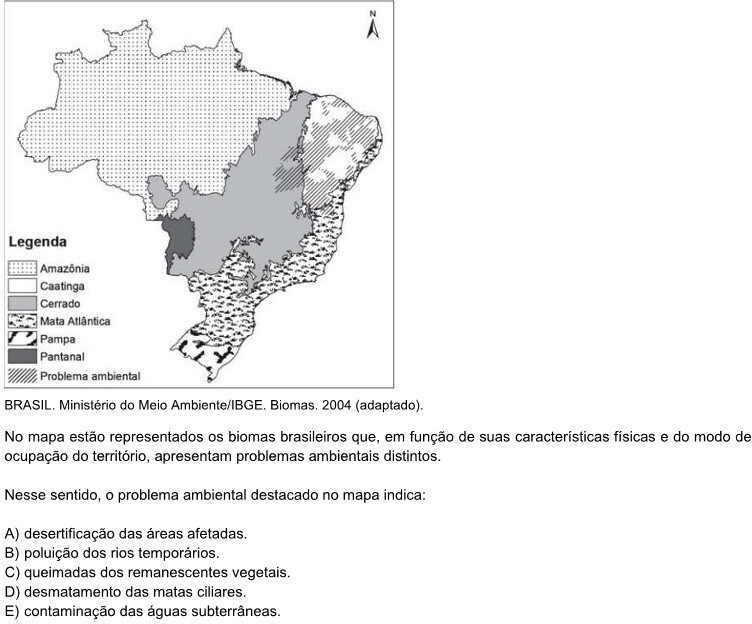 N
Legenda
Amazônia
Caatinga
Cerrado
Mata Atlântica
Pampa
Pantanal
Problema ambiental
BRASIL. Ministério do Meio Ambiente/IBGE. Biomas. 2004 (adaptado).
No mapa estão representados os biomas brasileiros que, em função de suas características físicas e do modo de
ocupação do território, apresentam problemas ambientais distintos.
Nesse sentido, o problema ambiental destacado no mapa indica:
A) desertificação das áreas afetadas.
B) poluição dos rios temporários.
C) queimadas dos remanescentes vegetais.
D) desmatamento das matas ciliares.
E) contaminação das águas subterrâneas.